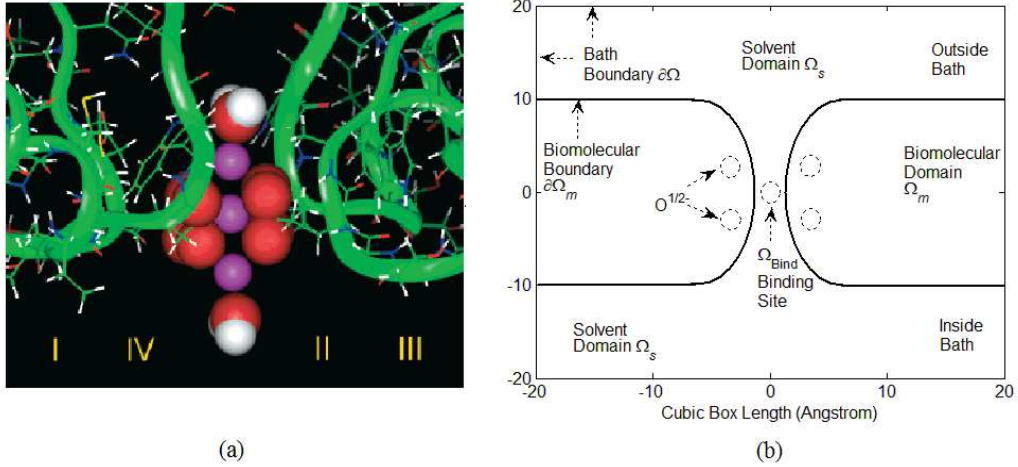 I IV II III
(a)
20
10
0
-10
-20
-20 -10 0 10 20
Cubic Box Length (Angstrom)
Bath
Boundary ∂Ω
Solvent
Domain Ωs
Outside
Bath
Biomolecular
Boundary
∂Ωm
O1/2-
ΩBind
Binding
Site
Biomolecular
Domain
Ωm
Solvent
Domain Ωs
Inside
Bath
(b)